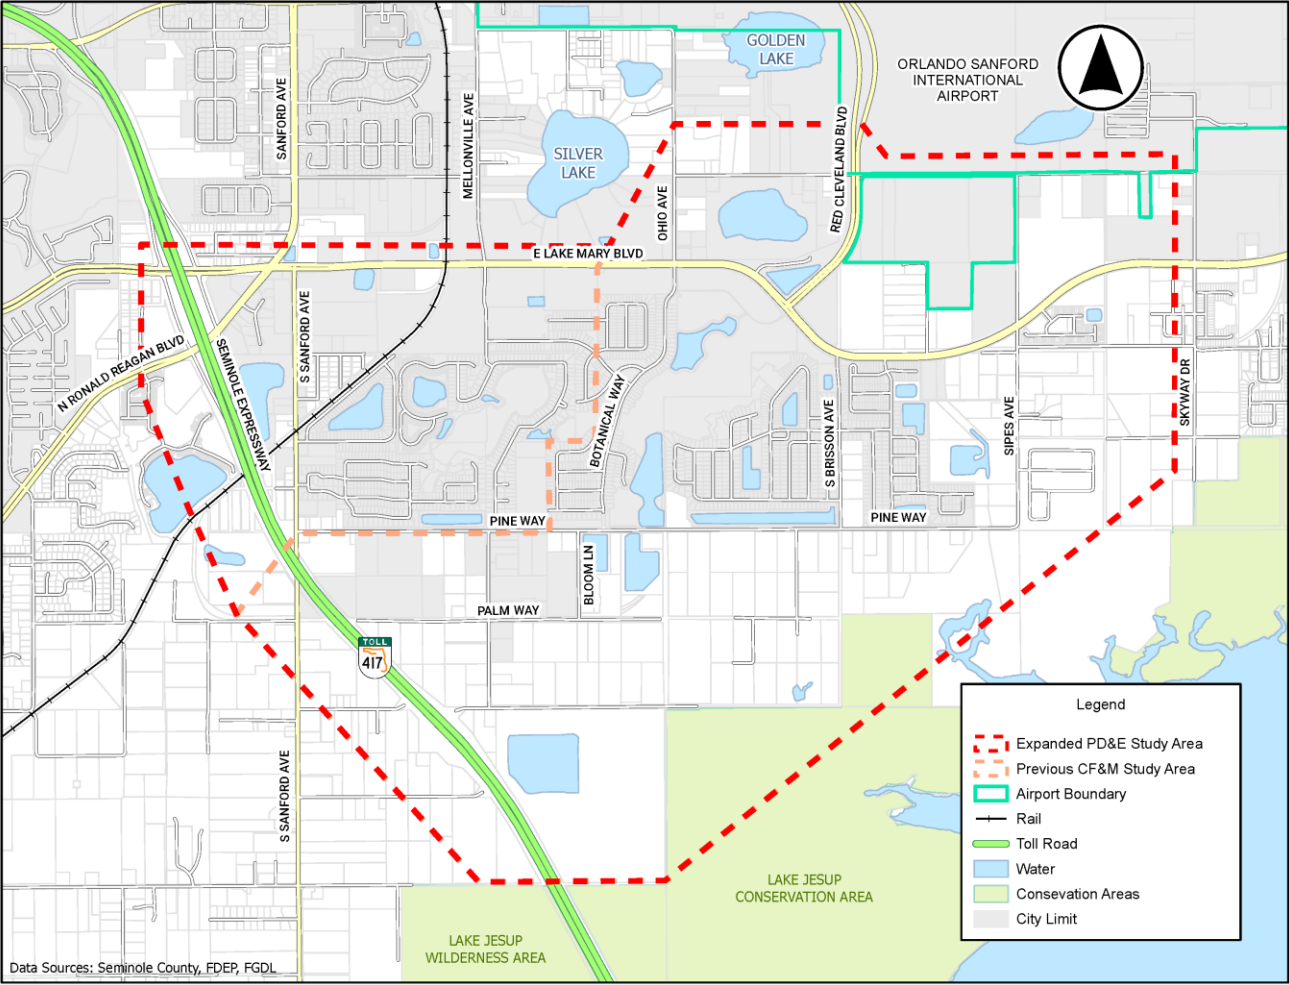 GOLDEN
LAKE
ORLANDO SANFORD
INTERNATIONAL
AIRPORT
SANFORD AVE
MELLONVILLE AVE
SILVER
LAKE
OHIO AVE
RED CLEVELAND BLVD
E LAKE MARY BLVD
N RONALD REAGAN BLVD
SEMINOLE EXPRESSWAY
S SANFORD AVE
BOTANICAL WAY
S BRISSON AVE
SIPES AVE
SKYWAY DR
PINE WAY
PINE WAY
BLOOM LN
PALM WAY
TOLL
417
S SANFORD AVE
LAKE JESUP
CONSERVATION AREA
LAKE JESUP
WILDERNESS AREA
Legend
Expanded PD&E Study Area
Previous CF&M Study Area
Airport Boundary
Rail
Toll Road
Water
Consevation Areas
City Limit
Data Sources: Seminole County, FDEP, FGDL